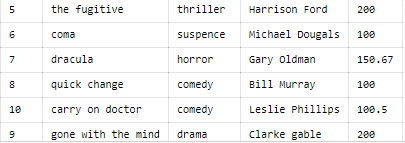 5 the fugitive thriller Harrison Ford 200
6 coma suspence Michael Dougals 100
7 dracula horror Gary Oldman 150.67
8 quick change comedy Bill Murray 100
10 carry on doctor comedy Leslie Phillips 100.5
9 gone with the mind drama Clarke gable 200